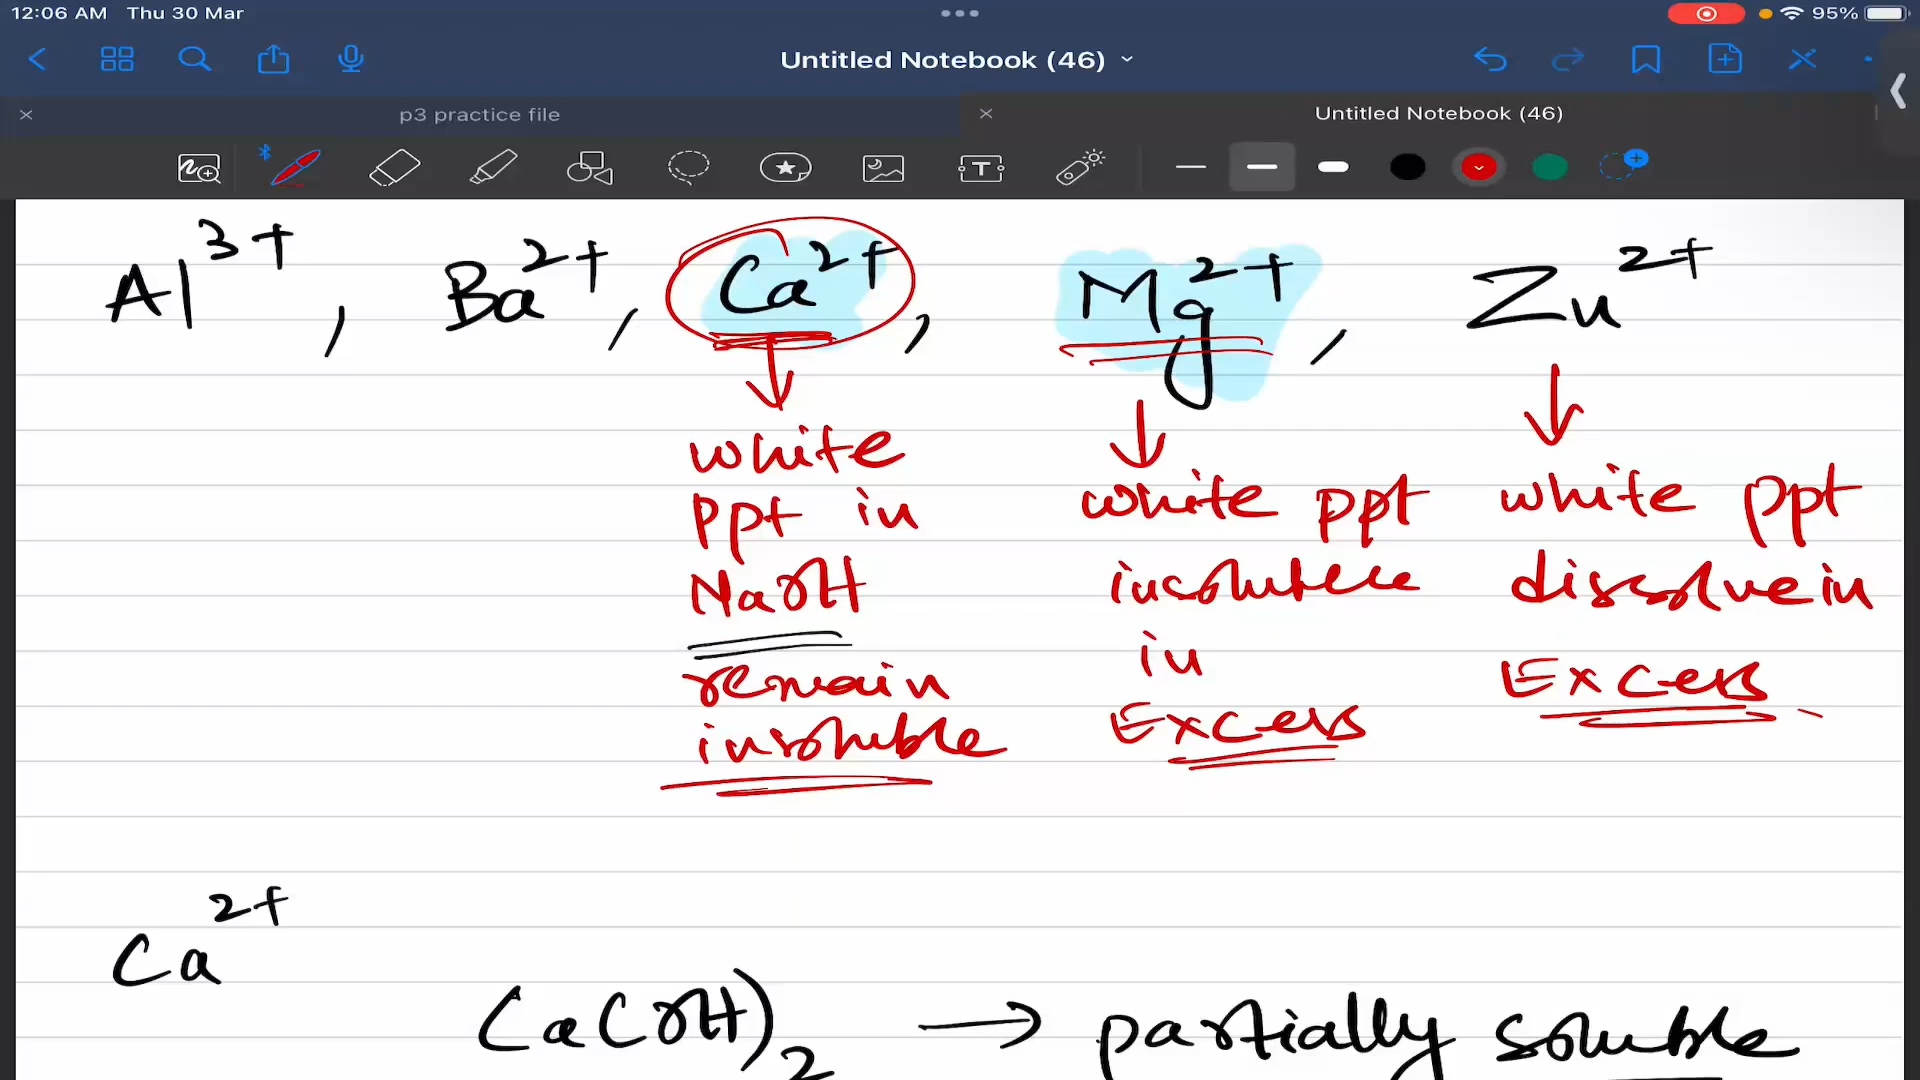 12:06 AM Thu 30 Mar
95%
Untitled Notebook (46)
p3 practice file
Untitled Notebook (46)
T
Al³⁺, Ba²⁺, Ca²⁺, Mg²⁺, Zn²⁺
white
ppt in
NaOH
remain
insoluble
white ppt
insoluble
in
Excess
white ppt
dissolve in
Excess
Ca²⁺
Ca(OH)₂ → partially soluble